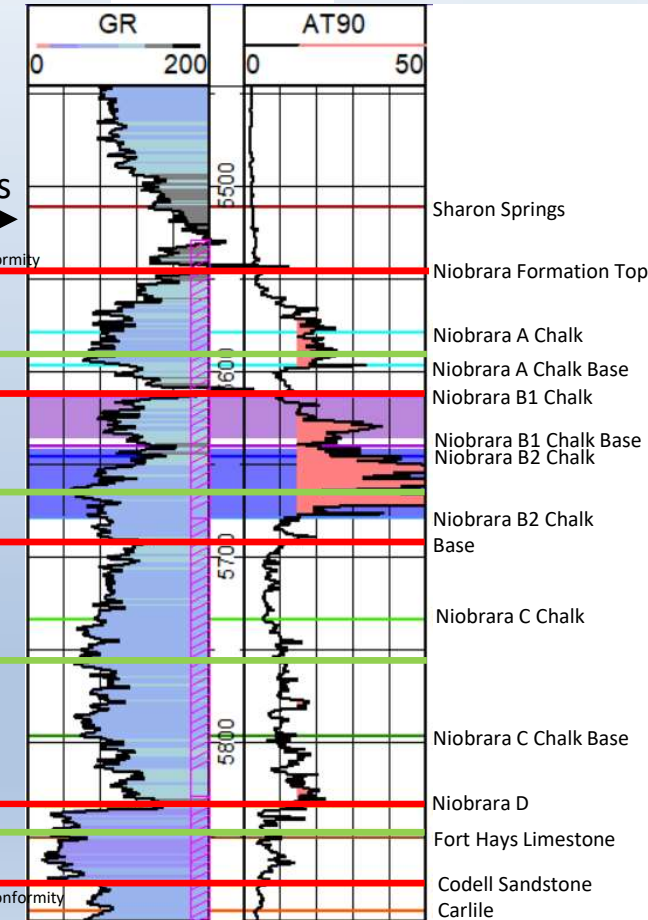 GR AT90
0 200 0 50
S
5500
Sharon Springs
ormity
Niobrara Formation Top
Niobrara A Chalk
5600
Niobrara A Chalk Base
Niobrara B1 Chalk
Niobrara B1 Chalk Base
Niobrara B2 Chalk
Niobrara B2 Chalk
Base
5700
Niobrara C Chalk
Niobrara C Chalk Base
5800
Niobrara D
Fort Hays Limestone
Codell Sandstone
onformity
Carlile